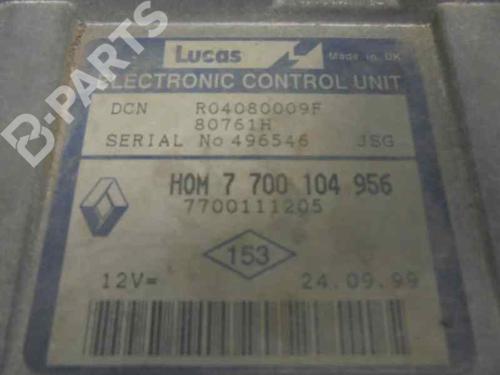 B-PARTS
Lucas
Made in UK
ELECTRONIC CONTROL UNIT
DCN R04080009F
80761H
SERIAL No 496546 JSG
HOM 7 700 104 956
7700111205
153
12V= 24.09.99